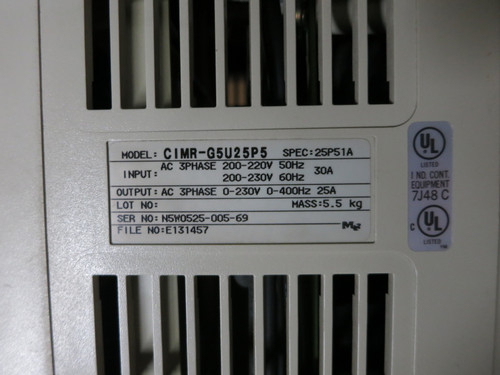 MODEL: CIMR-G5U25P5 SPEC:25P51A
INPUT: AC 3PHASE 200-220V 50Hz 30A
200-230V 60Hz
OUTPUT: AC 3PHASE 0-230V 0-400Hz 25A
LOT NO: MASS:5.5 kg
SER NO: N5W0525-005-69
FILE NO:E131457
UL
LISTED
IND. CONT.
EQUIPMENT
7J48 C
C UL
LISTED